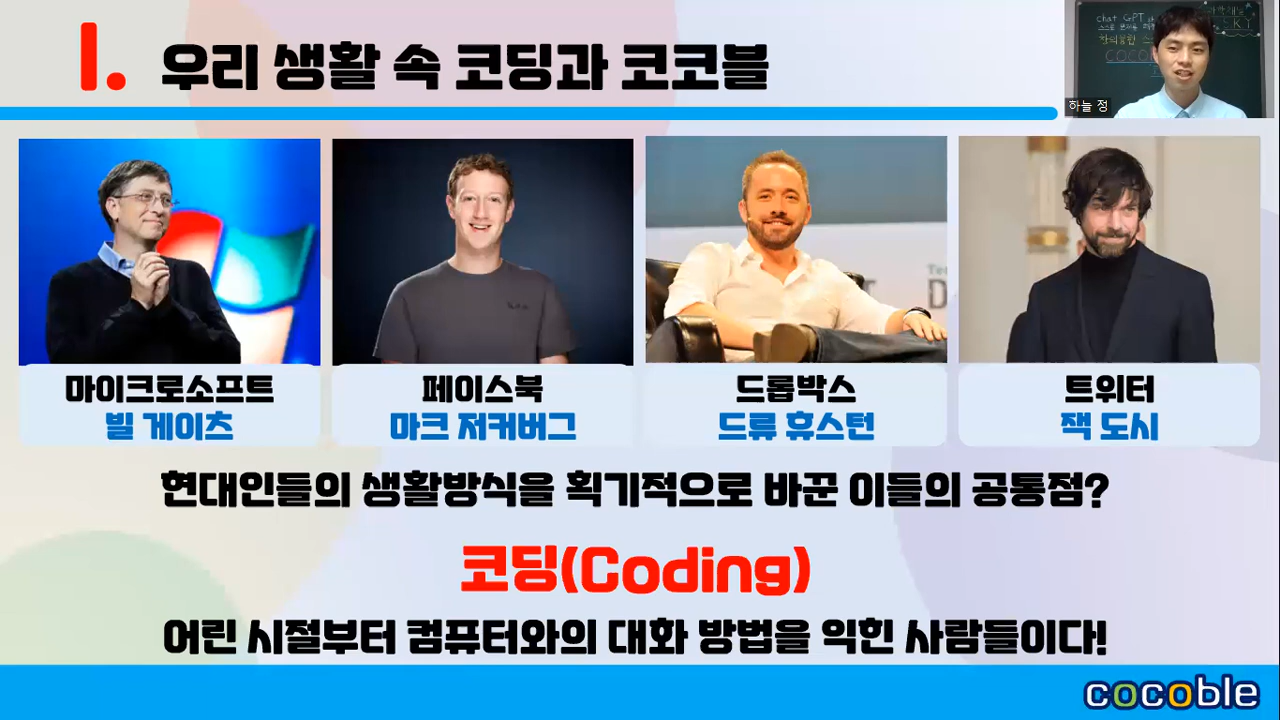 I. 우리 생활 속 코딩과 코코블
chat GPT
하늘 정
마이크로소프트
빌 게이츠
페이스북
마크 저커버그
드롭박스
드류 휴스턴
트위터
잭 도시
현대인들의 생활방식을 획기적으로 바꾼 이들의 공통점?
코딩(Coding)
어린 시절부터 컴퓨터와의 대화 방법을 익힌 사람들이다!
cocoble